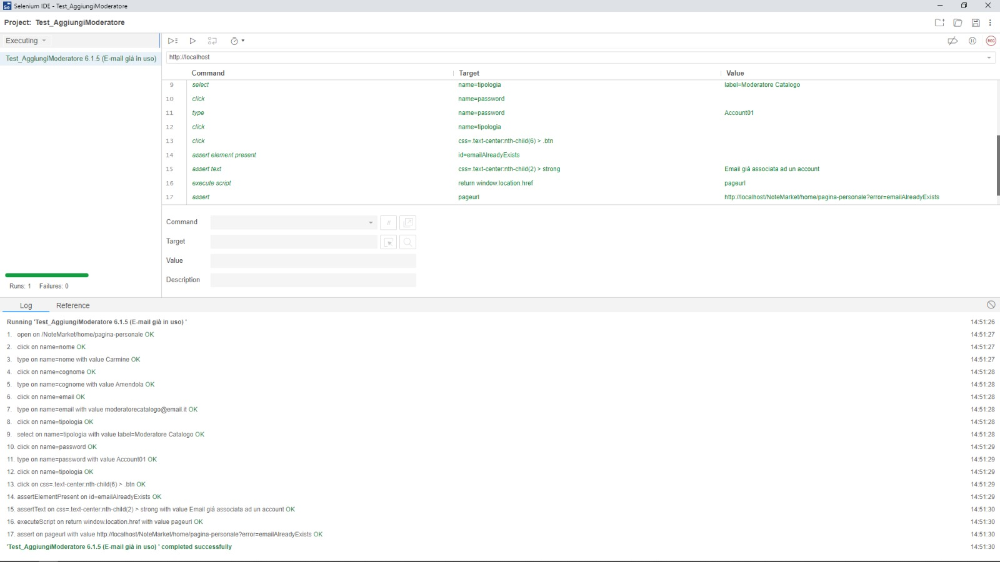 Selenium IDE - Test_AggiungiModeratore
Project: Test_AggiungiModeratore
Executing
Test_AggiungiModeratore 6.1.5 (E-mail già in uso)
REC
http://localhost
Command Target Value
9 select name=tipologia label=Moderatore Catalogo
10 click name=password
11 type name=password Account01
12 click name=tipologia
13 click css=.text-center:nth-child(6) > .btn
14 assert element present id=emailAlreadyExists
15 assert text css=.text-center:nth-child(2) > strong Email già associata ad un account
16 execute script return window.location.href pageurl
17 assert pageurl http://localhost/NoteMarket/home/pagina-personale?error=emailAlreadyExists
Command //
Target
Value
Description
Runs: 1 Failures: 0
Log Reference
Running 'Test_AggiungiModeratore 6.1.5 (E-mail già in uso) ' 14:51:26
1. open on /NoteMarket/home/pagina-personale OK 14:51:27
2. click on name=nome OK 14:51:27
3. type on name=nome with value Carmine OK 14:51:27
4. click on name=cognome OK 14:51:28
5. type on name=cognome with value Amendola OK 14:51:28
6. click on name=email OK 14:51:28
7. type on name=email with value moderatorecatalogo@email.it OK 14:51:28
8. click on name=tipologia OK 14:51:28
9. select on name=tipologia with value label=Moderatore Catalogo OK 14:51:28
10. click on name=password OK 14:51:29
11. type on name=password with value Account01 OK 14:51:29
12. click on name=tipologia OK 14:51:29
13. click on css=.text-center:nth-child(6) > .btn OK 14:51:29
14. assertElementPresent on id=emailAlreadyExists OK 14:51:29
15. assertText on css=.text-center:nth-child(2) > strong with value Email già associata ad un account OK 14:51:30
16. executeScript on return window.location.href with value pageurl OK 14:51:30
17. assert on pageurl with value http://localhost/NoteMarket/home/pagina-personale?error=emailAlreadyExists OK 14:51:30
'Test_AggiungiModeratore 6.1.5 (E-mail già in uso) ' completed successfully 14:51:30